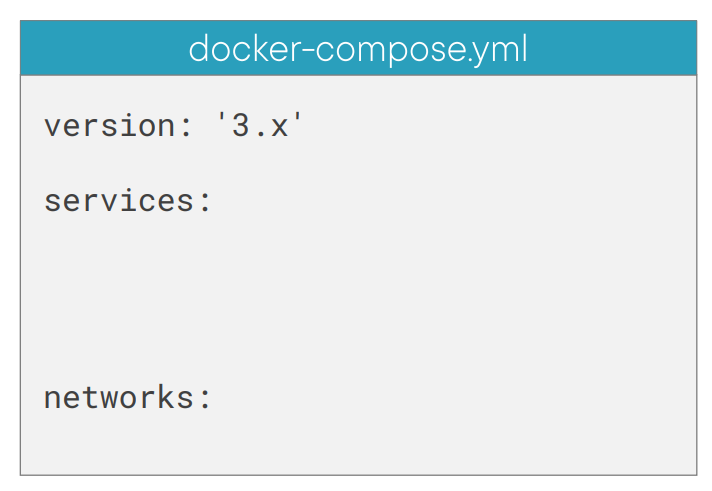 docker-compose.yml
version: '3.x'
services:
networks: